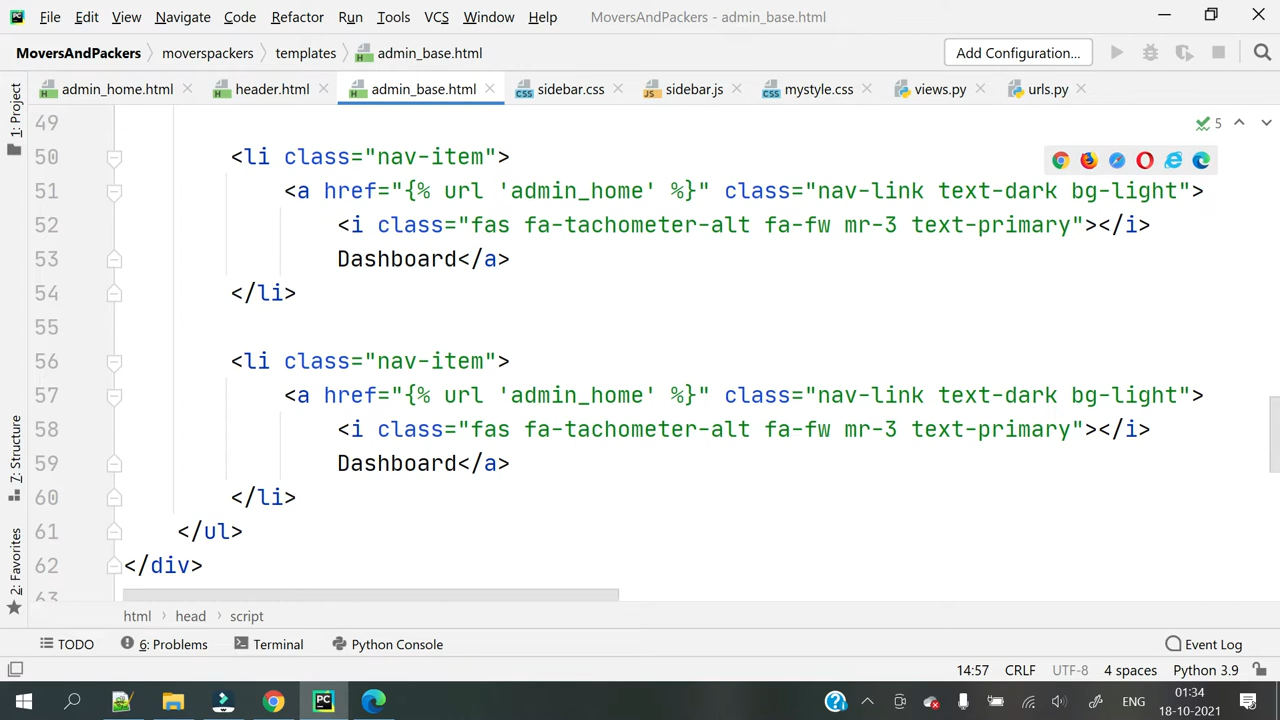 File Edit View Navigate Code Refactor Run Tools VCS Window Help MoversAndPackers - admin_base.html
MoversAndPackers moverspackers templates admin_base.html Add Configuration...
admin_home.html header.html admin_base.html sidebar.css sidebar.js mystyle.css views.py urls.py
1: Project
7: Structure
2: Favorites
5
49
50 <li class="nav-item">
51 <a href="{% url 'admin_home' %}" class="nav-link text-dark bg-light">
52 <i class="fas fa-tachometer-alt fa-fw mr-3 text-primary"></i>
53 Dashboard</a>
54 </li>
55
56 <li class="nav-item">
57 <a href="{% url 'admin_home' %}" class="nav-link text-dark bg-light">
58 <i class="fas fa-tachometer-alt fa-fw mr-3 text-primary"></i>
59 Dashboard</a>
60 </li>
61 </ul>
62 </div>
63
html head script
TODO 6: Problems Terminal Python Console Event Log
14:57 CRLF UTF-8 4 spaces Python 3.9
ENG 01:34
18-10-2021